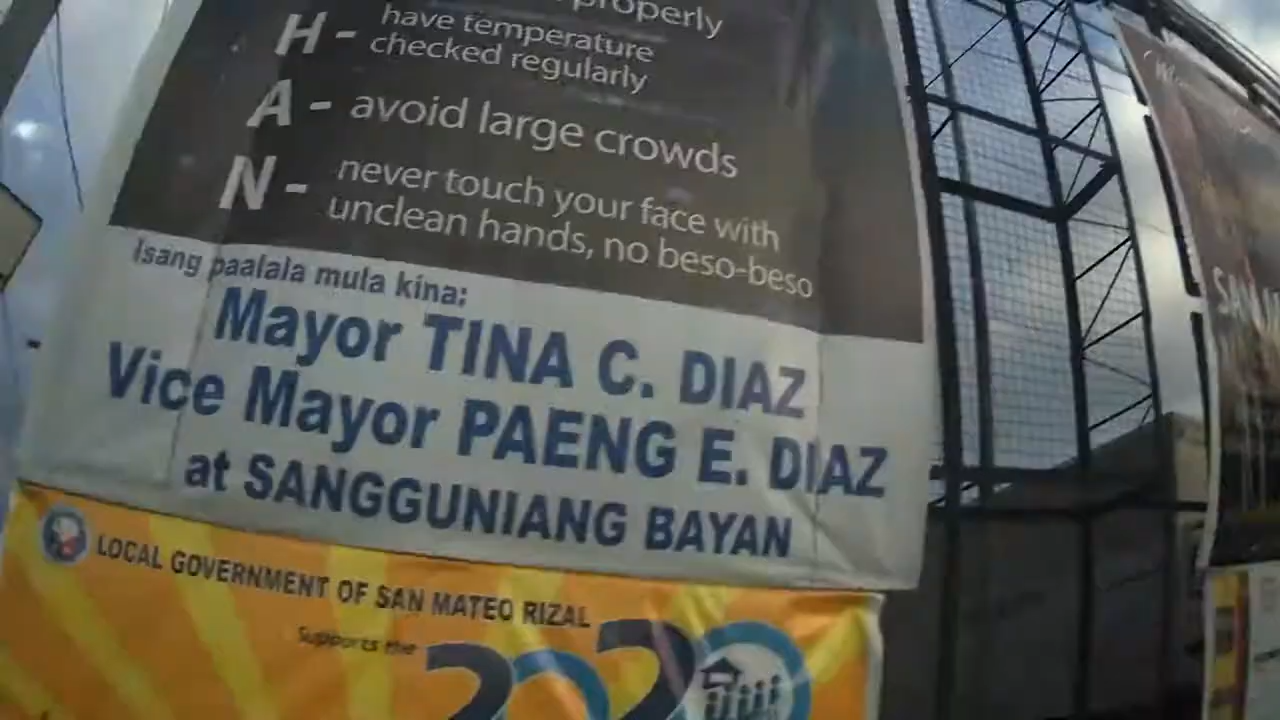 properly
H - have temperature
checked regularly
A - avoid large crowds
N - never touch your face with
unclean hands, no beso-beso
Isang paalala mula kina:
Mayor TINA C. DIAZ
Vice Mayor PAENG E. DIAZ
at SANGGUNIANG BAYAN
LOCAL GOVERNMENT OF SAN MATEO RIZAL
Supports the
2020